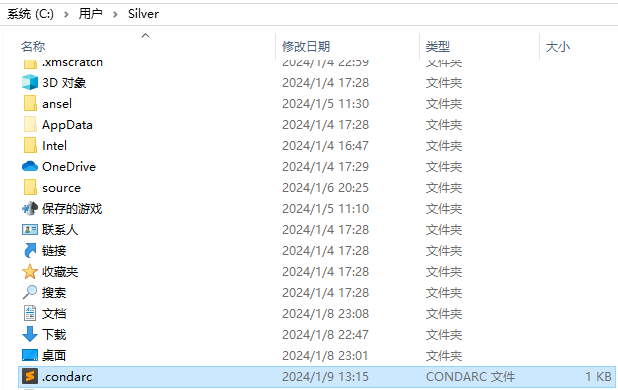 系统 (C:) > 用户 > Silver
名称 修改日期 类型 大小
.xmscratch 2024/1/4 22:59 文件夹
3D 对象 2024/1/4 17:28 文件夹
ansel 2024/1/5 11:30 文件夹
AppData 2024/1/4 17:28 文件夹
Intel 2024/1/4 16:47 文件夹
OneDrive 2024/1/4 17:29 文件夹
source 2024/1/6 20:25 文件夹
保存的游戏 2024/1/5 11:10 文件夹
联系人 2024/1/4 17:28 文件夹
链接 2024/1/4 17:28 文件夹
收藏夹 2024/1/4 17:28 文件夹
搜索 2024/1/4 17:28 文件夹
文档 2024/1/8 23:08 文件夹
下载 2024/1/8 22:47 文件夹
桌面 2024/1/8 23:01 文件夹
.condarc 2024/1/9 13:15 CONDARC 文件 1 KB